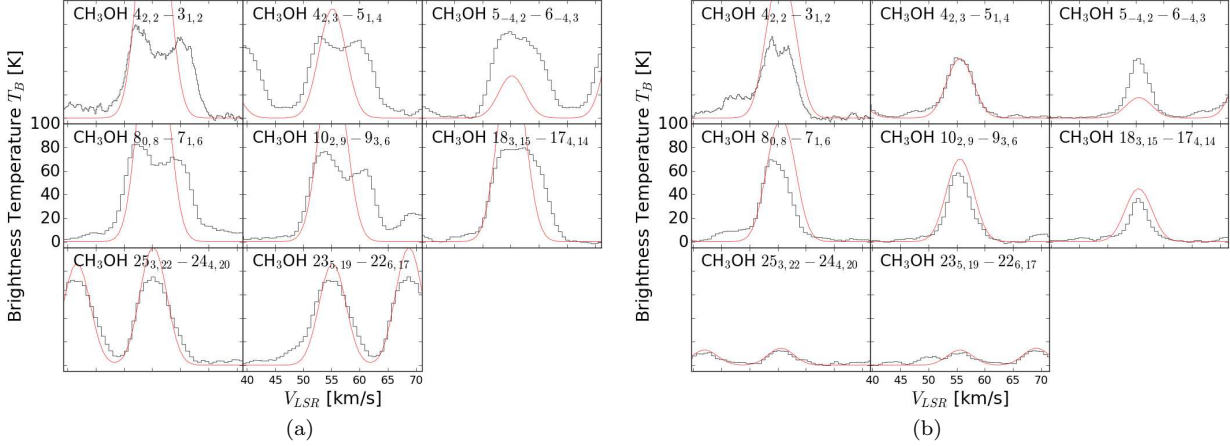 CH₃OH 4₂,₂ − 3₁,₂
CH₃OH 4₂,₃ − 5₁,₄
CH₃OH 5₋₄,₂ − 6₋₄,₃
100
CH₃OH 8₀,₈ − 7₁,₆
CH₃OH 10₂,₉ − 9₃,₆
CH₃OH 18₃,₁₅ − 17₄,₁₄
80
60
40
20
0
CH₃OH 25₃,₂₂ − 24₄,₂₀
CH₃OH 23₅,₁₉ − 22₆,₁₇
40 45 50 55 60 65 70
Brightness Temperature T_B [K]
V_LSR [km/s]
(a)
CH₃OH 4₂,₂ − 3₁,₂
CH₃OH 4₂,₃ − 5₁,₄
CH₃OH 5₋₄,₂ − 6₋₄,₃
100
CH₃OH 8₀,₈ − 7₁,₆
CH₃OH 10₂,₉ − 9₃,₆
CH₃OH 18₃,₁₅ − 17₄,₁₄
80
60
40
20
0
CH₃OH 25₃,₂₂ − 24₄,₂₀
CH₃OH 23₅,₁₉ − 22₆,₁₇
40 45 50 55 60 65 70
Brightness Temperature T_B [K]
V_LSR [km/s]
(b)